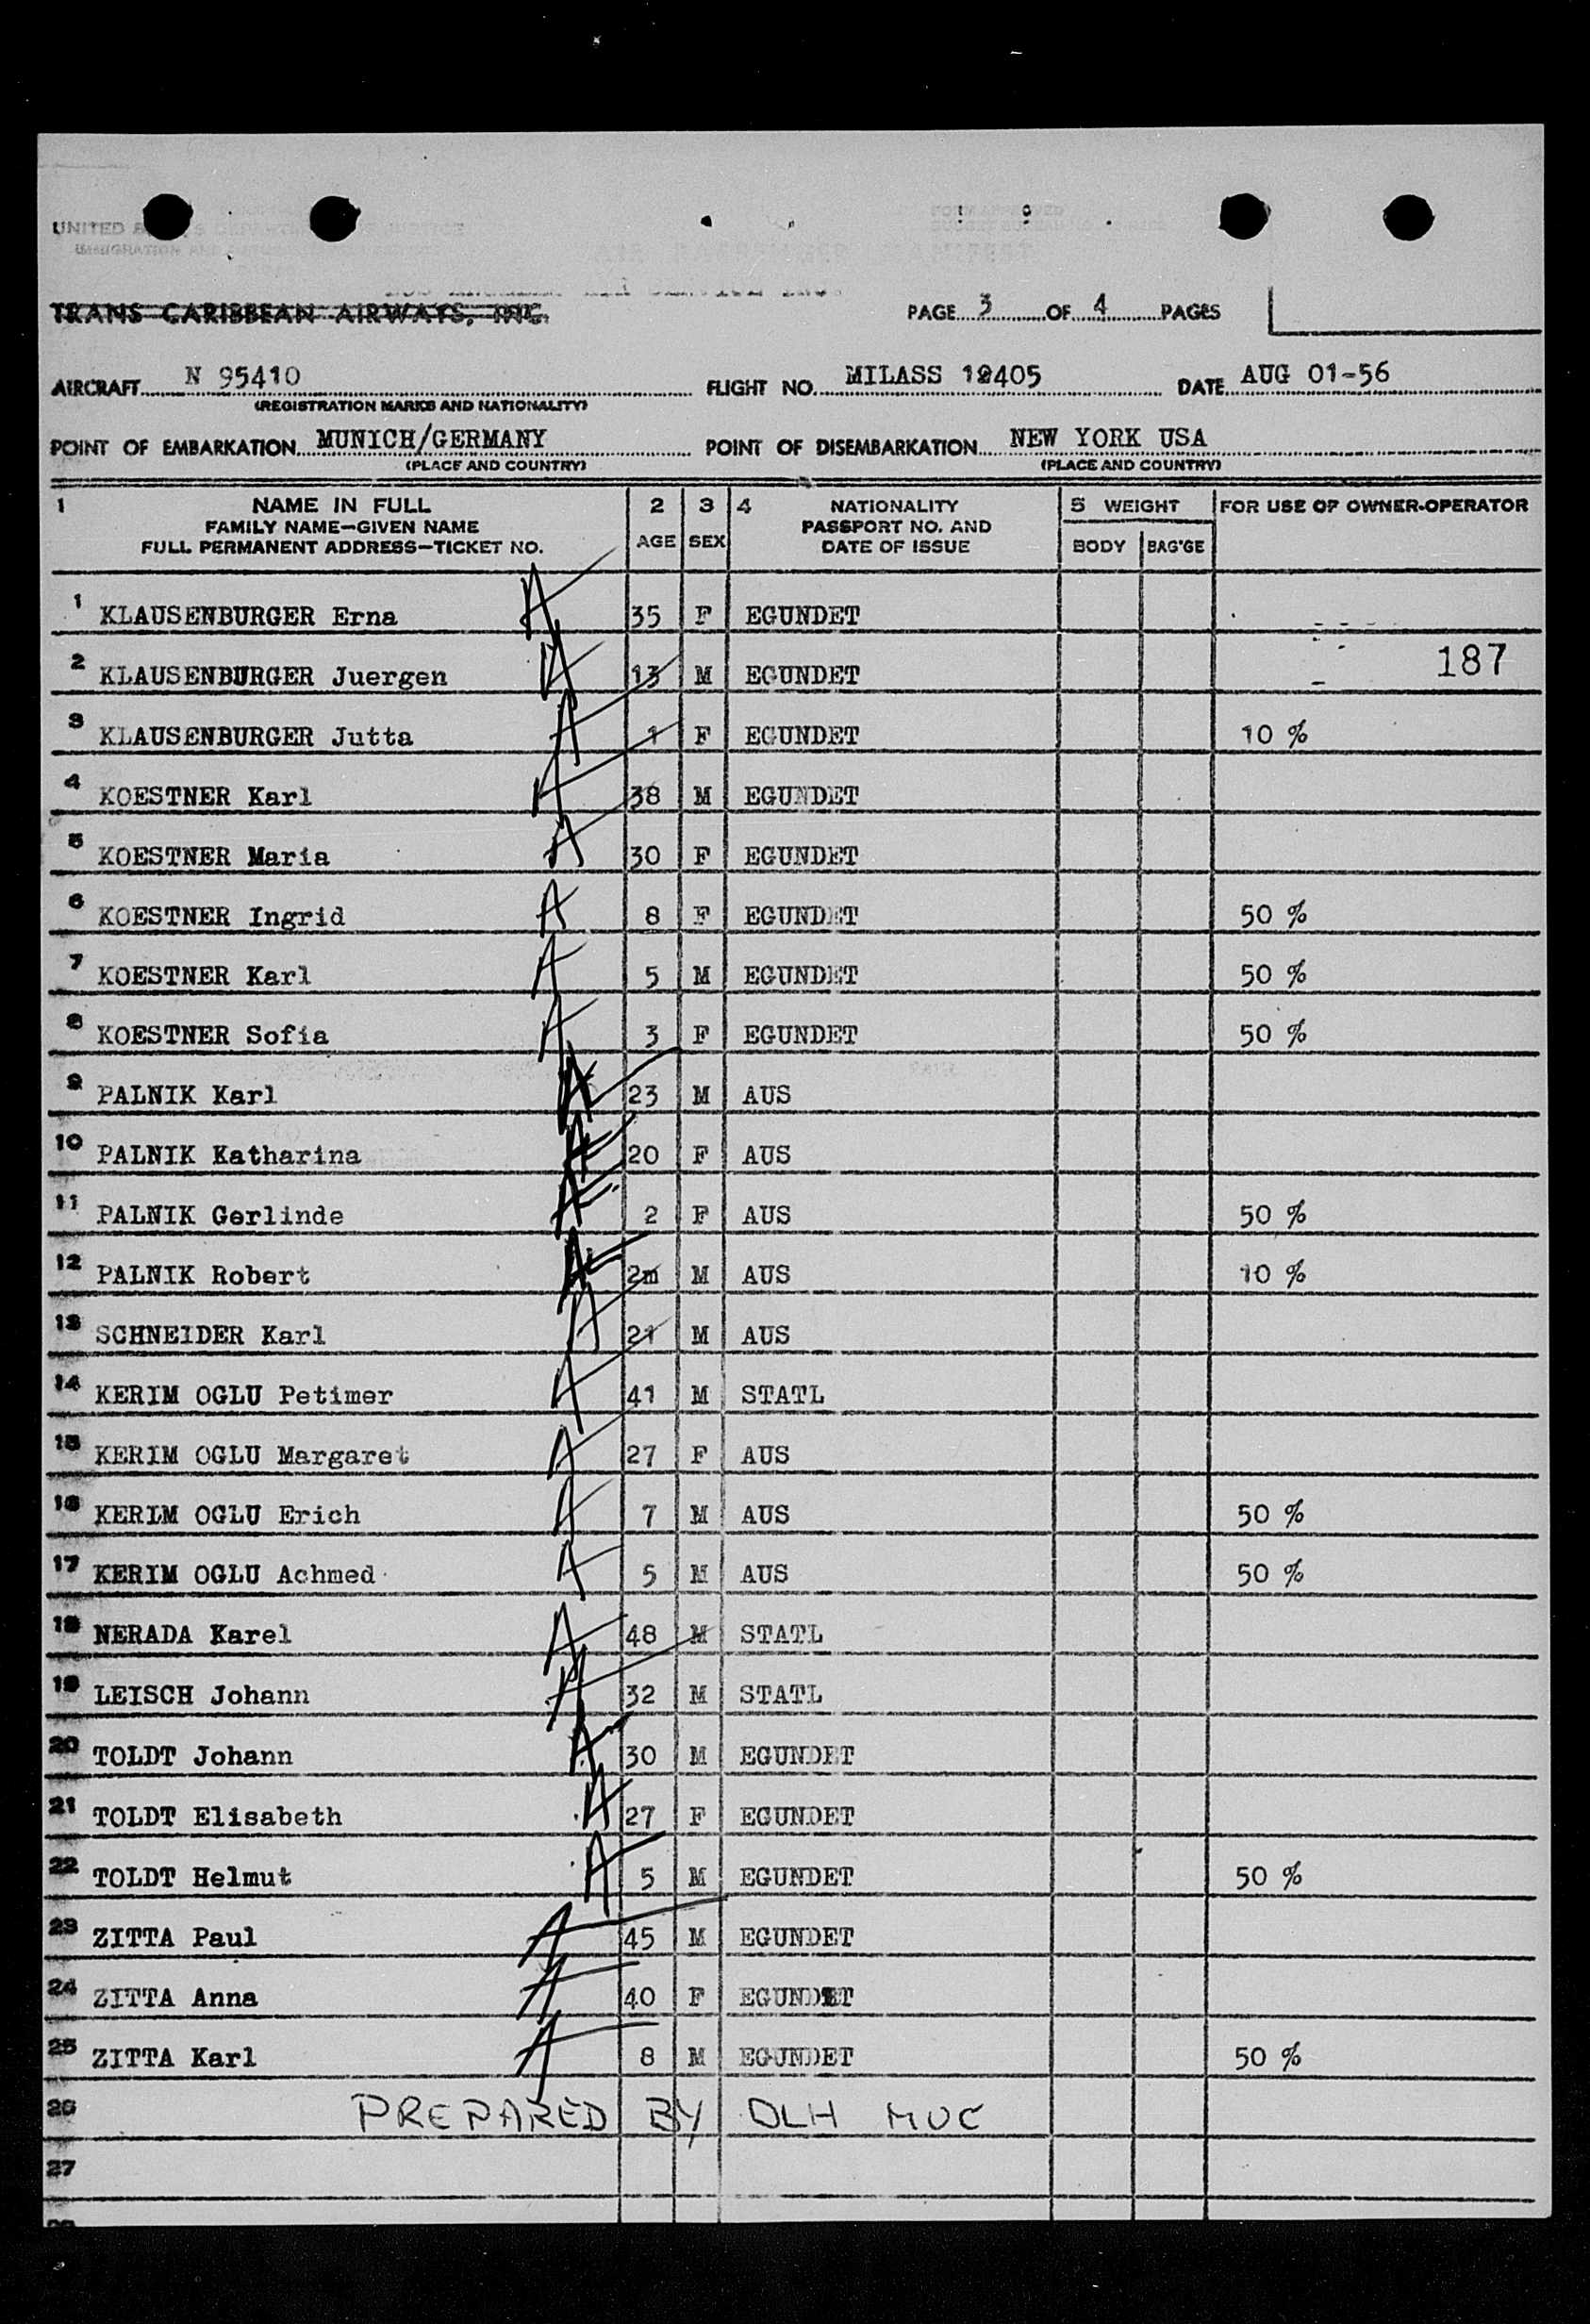 UNITED
TRANS CARIBBEAN AIRWAYS, INC.
PAGE 3 OF 4 PAGES
AIRCRAFT N 95410 FLIGHT NO. MILASS 12405 DATE AUG 01-56
(REGISTRATION MARKS AND NATIONALITY)
POINT OF EMBARKATION MUNICH/GERMANY POINT OF DISEMBARKATION NEW YORK USA
(PLACE AND COUNTRY) (PLACE AND COUNTRY)
1 NAME IN FULL 2 3 4 NATIONALITY 5 WEIGHT FOR USE OF OWNER-OPERATOR
FAMILY NAME—GIVEN NAME PASSPORT NO. AND
FULL PERMANENT ADDRESS—TICKET NO. AGE SEX DATE OF ISSUE BODY BAG'GE
1 KLAUSENBURGER Erna A 35 F EGUNDET
187
2 KLAUSENBURGER Juergen A 13 M EGUNDET
3 KLAUSENBURGER Jutta A 1 F EGUNDET 10 %
4 KOESTNER Karl A 38 M EGUNDET
5 KOESTNER Maria A 30 F EGUNDET
6 KOESTNER Ingrid A 8 F EGUNDET 50 %
7 KOESTNER Karl A 5 M EGUNDET 50 %
8 KOESTNER Sofia A 3 F EGUNDET 50 %
9 PALNIK Karl A 23 M AUS
10 PALNIK Katharina A 20 F AUS
11 PALNIK Gerlinde A 2 F AUS 50 %
12 PALNIK Robert A 2m M AUS 10 %
13 SCHNEIDER Karl A 21 M AUS
14 KERIM OGLU Petimer A 41 M STATL
15 KERIM OGLU Margaret A 27 F AUS
16 KERIM OGLU Erich A 7 M AUS 50 %
17 KERIM OGLU Achmed A 5 M AUS 50 %
18 NERADA Karel A 48 M STATL
19 LEISCH Johann A 32 M STATL
20 TOLDT Johann A 30 M EGUNDET
21 TOLDT Elisabeth A 27 F EGUNDET
22 TOLDT Helmut A 5 M EGUNDET 50 %
23 ZITTA Paul A 45 M EGUNDET
24 ZITTA Anna A 40 F EGUNDET
25 ZITTA Karl A 8 M EGUNDET 50 %
26 PREPARED BY DLH MUC
27